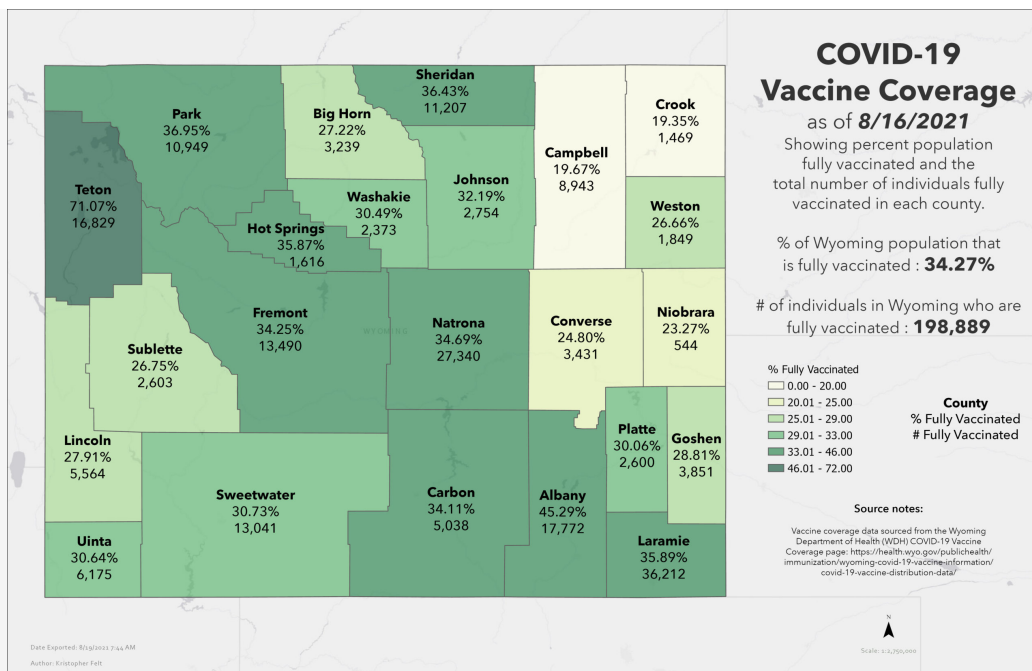 COVID-19
Vaccine Coverage
as of 8/16/2021
Showing percent population
fully vaccinated and the
total number of individuals fully
vaccinated in each county.
% of Wyoming population that
is fully vaccinated : 34.27%
# of individuals in Wyoming who are
fully vaccinated : 198,889
% Fully Vaccinated
0.00 - 20.00
20.01 - 25.00
25.01 - 29.00
29.01 - 33.00
33.01 - 46.00
46.01 - 72.00
County
% Fully Vaccinated
# Fully Vaccinated
Source notes:
Vaccine coverage data sourced from the Wyoming
Department of Health (WDH) COVID-19 Vaccine
Coverage page: https://health.wyo.gov/publichealth/
immunization/wyoming-covid-19-vaccine-information/
covid-19-vaccine-distribution-data/
N
Scale: 1:2,750,000
Park
36.95%
10,949
Big Horn
27.22%
3,239
Sheridan
36.43%
11,207
Campbell
19.67%
8,943
Crook
19.35%
1,469
Teton
71.07%
16,829
Washakie
30.49%
2,373
Johnson
32.19%
2,754
Weston
26.66%
1,849
Hot Springs
35.87%
1,616
Fremont
34.25%
13,490
WYOMING
Natrona
34.69%
27,340
Converse
24.80%
3,431
Niobrara
23.27%
544
Sublette
26.75%
2,603
Lincoln
27.91%
5,564
Platte
30.06%
2,600
Goshen
28.81%
3,851
Sweetwater
30.73%
13,041
Carbon
34.11%
5,038
Albany
45.29%
17,772
Uinta
30.64%
6,175
Laramie
35.89%
36,212
Date Exported: 8/19/2021 7:44 AM
Author: Kristopher Felt